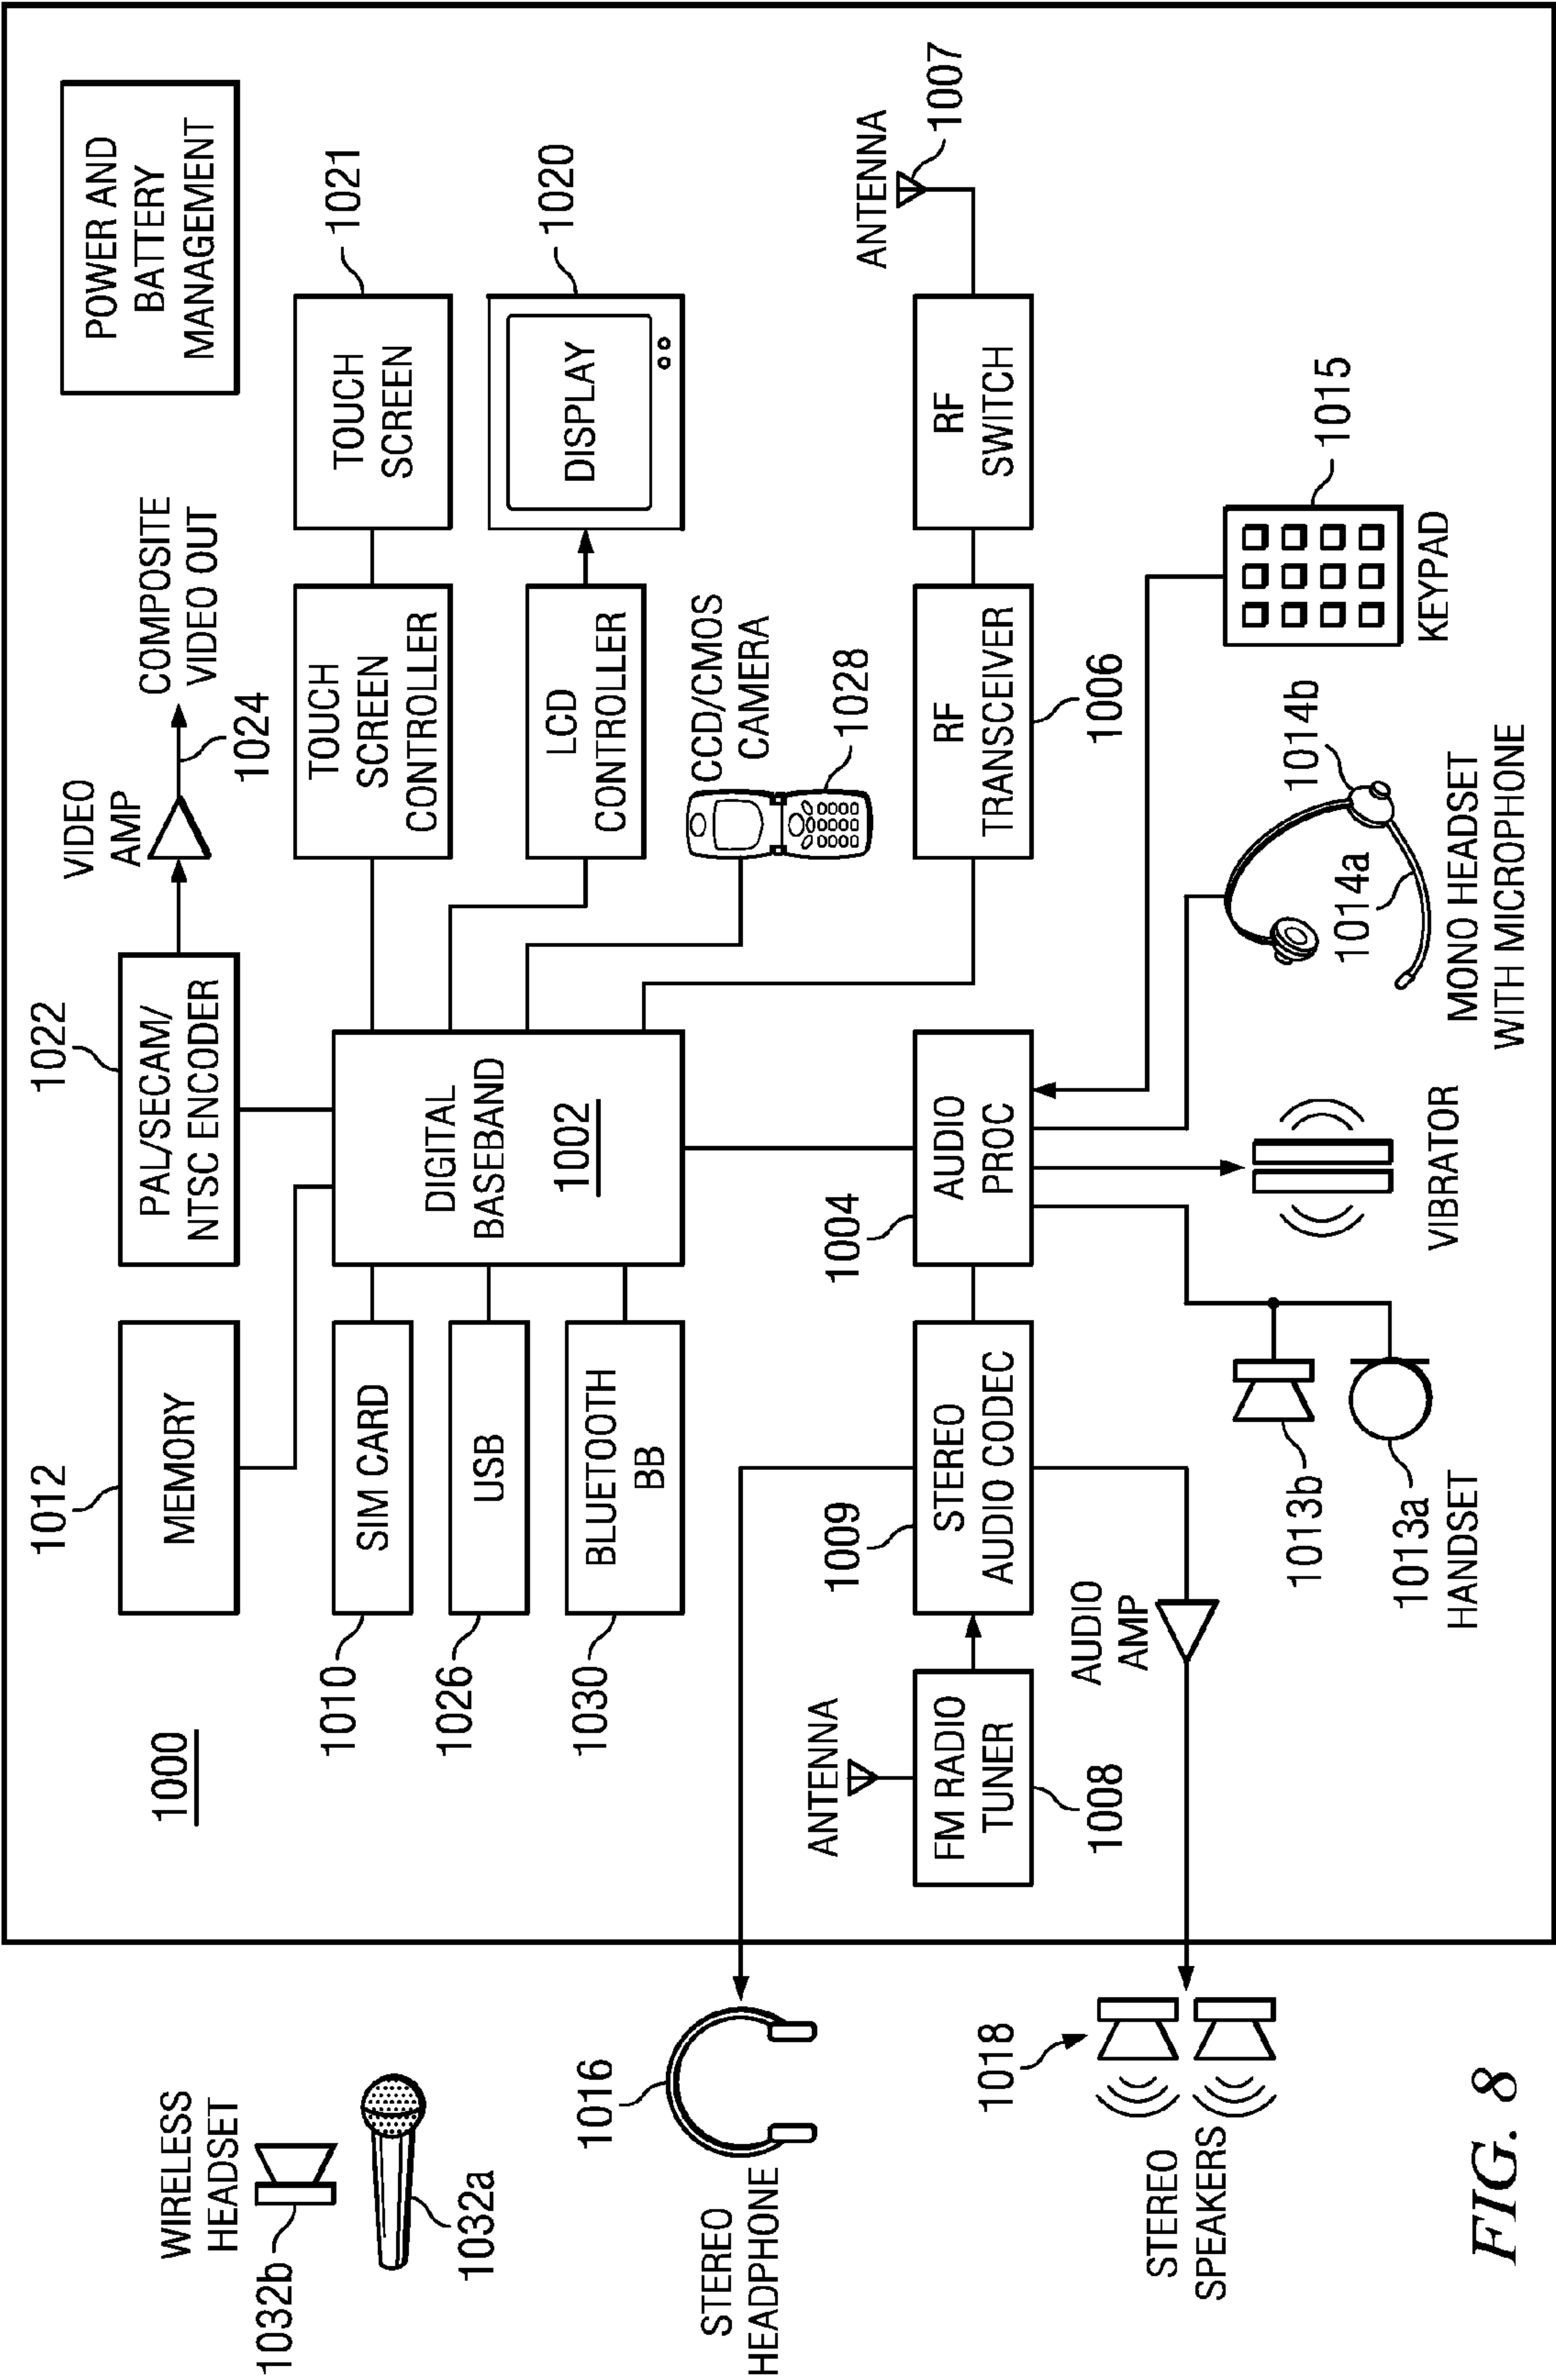 1000
1012
MEMORY
1022
PAL/SECAM/
NTSC ENCODER
VIDEO
AMP
1024
COMPOSITE
VIDEO OUT
POWER AND
BATTERY
MANAGEMENT
WIRELESS
HEADSET
1032b
1032a
1010
SIM CARD
1026
USB
1030
BLUETOOTH
BB
DIGITAL
BASEBAND
1002
TOUCH
SCREEN
CONTROLLER
TOUCH
SCREEN
1021
LCD
CONTROLLER
DISPLAY
1020
CCD/CMOS
CAMERA
1028
1016
STEREO
HEADPHONE
ANTENNA
FM RADIO
TUNER
1008
1009
STEREO
AUDIO CODEC
1004
AUDIO
PROC
RF
TRANSCEIVER
1006
RF
SWITCH
ANTENNA
1007
AUDIO
AMP
1018
STEREO
SPEAKERS
1013b
1013a
HANDSET
VIBRATOR
1014a
1014b
MONO HEADSET
WITH MICROPHONE
1015
KEYPAD
FIG. 8